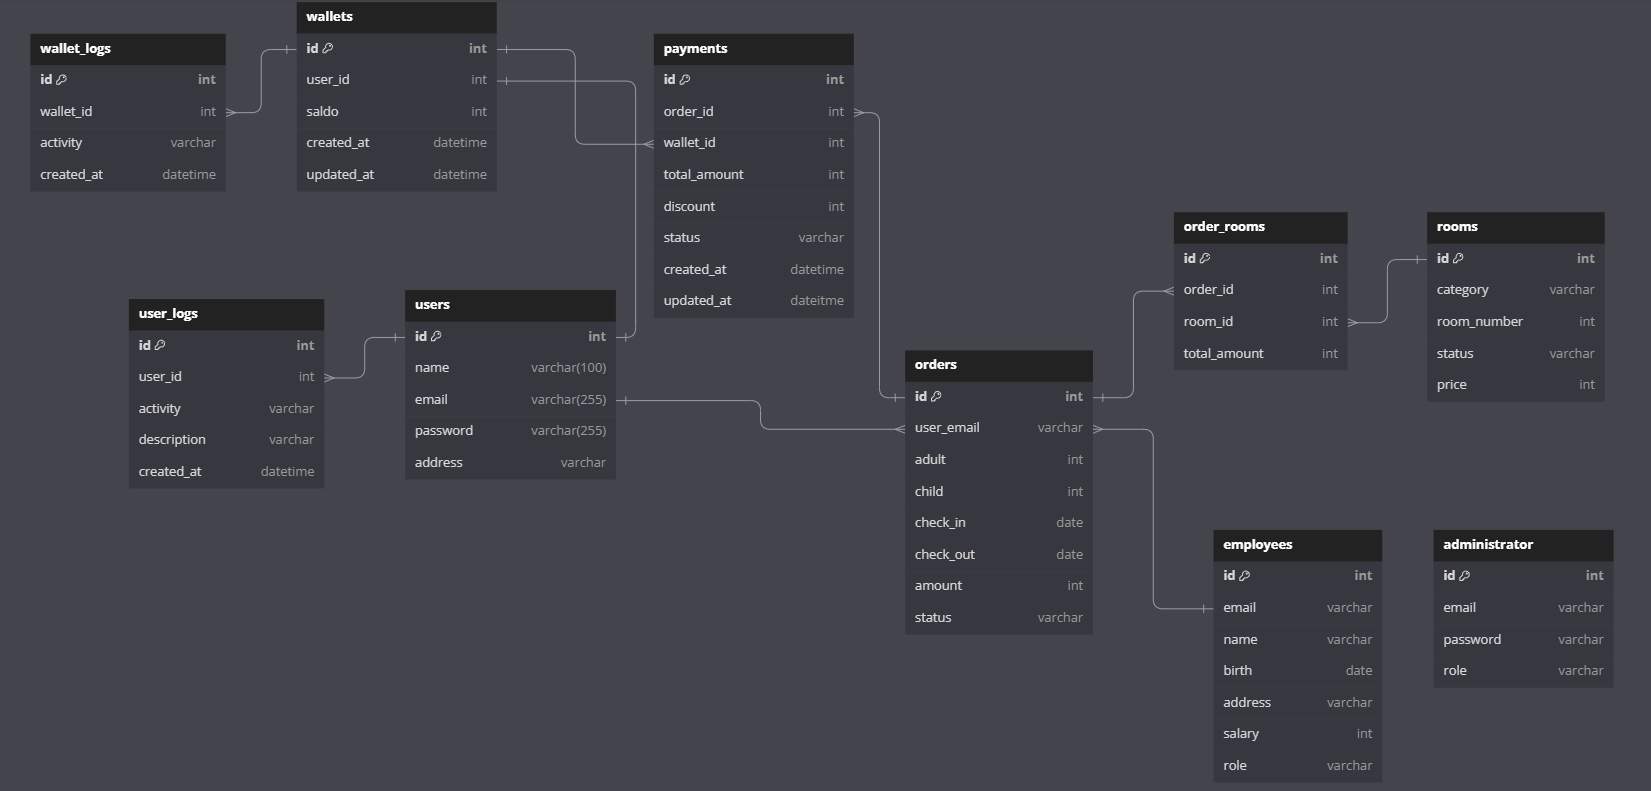 wallet_logs
id int
wallet_id int
activity varchar
created_at datetime
wallets
id int
user_id int
saldo int
created_at datetime
updated_at datetime
payments
id int
order_id int
wallet_id int
total_amount int
discount int
status varchar
created_at datetime
updated_at dateitme
order_rooms
id int
order_id int
room_id int
total_amount int
rooms
id int
category varchar
room_number int
status varchar
price int
user_logs
id int
user_id int
activity varchar
description varchar
created_at datetime
users
id int
name varchar(100)
email varchar(255)
password varchar(255)
address varchar
orders
id int
user_email varchar
adult int
child int
check_in date
check_out date
amount int
status varchar
employees
id int
email varchar
name varchar
birth date
address varchar
salary int
role varchar
administrator
id int
email varchar
password varchar
role varchar